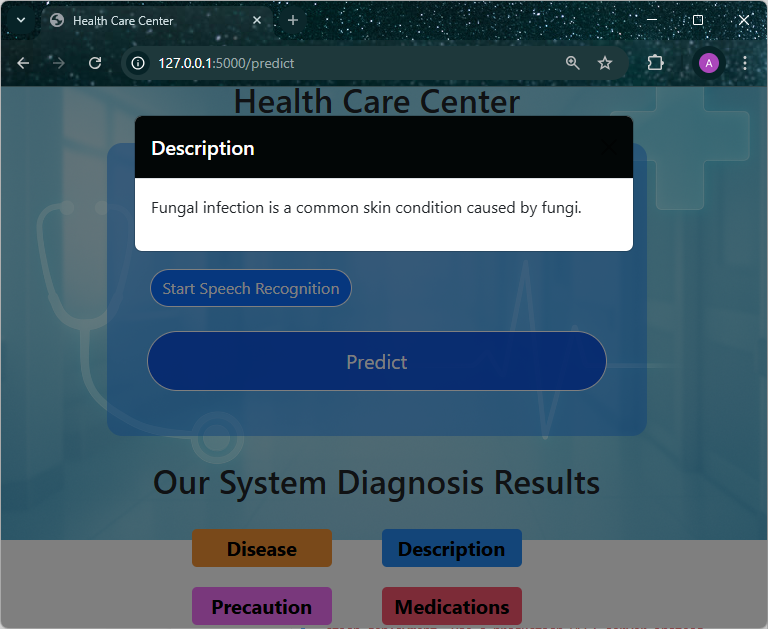 Health Care Center
127.0.0.1:5000/predict
A
Health Care Center
Description
Fungal infection is a common skin condition caused by fungi.
Start Speech Recognition
Predict
Our System Diagnosis Results
Disease
Description
Precaution
Medications